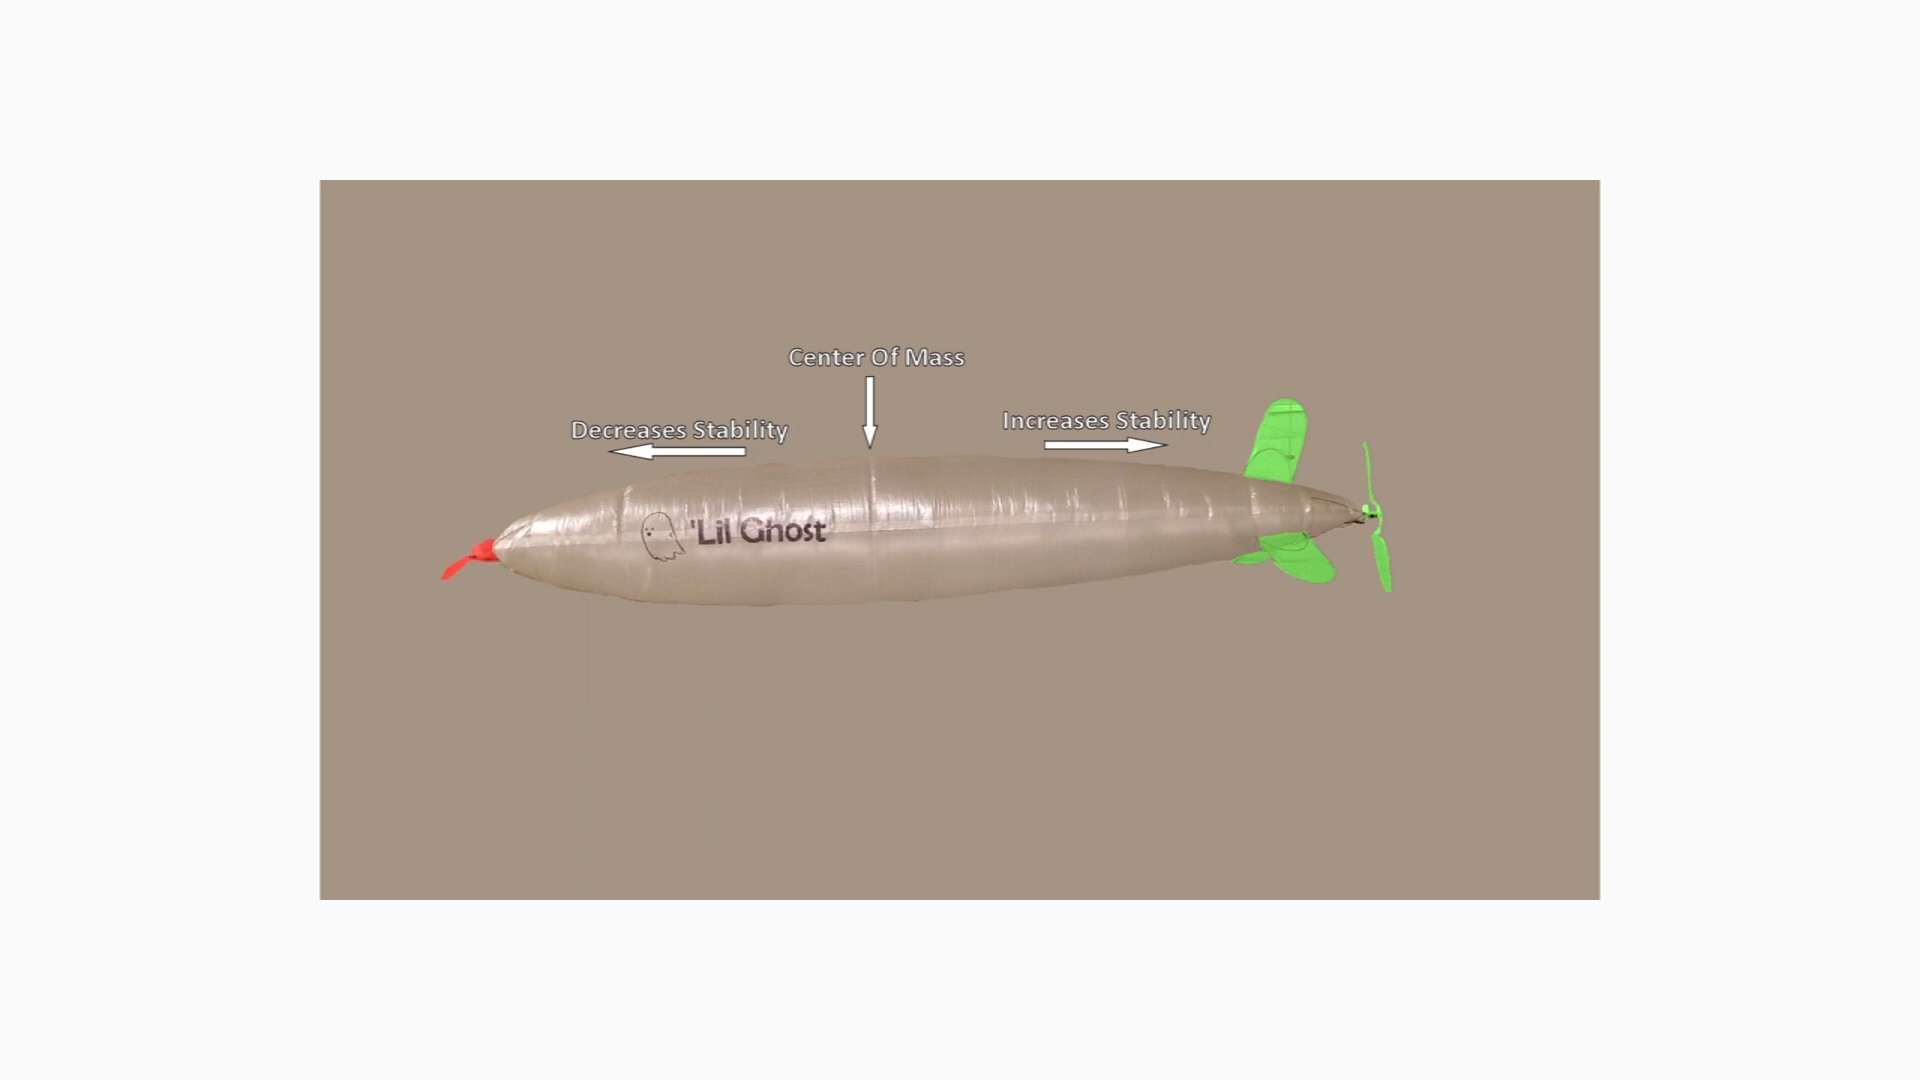 Center Of Mass
Decreases Stability
Increases Stability
'Lil Ghost